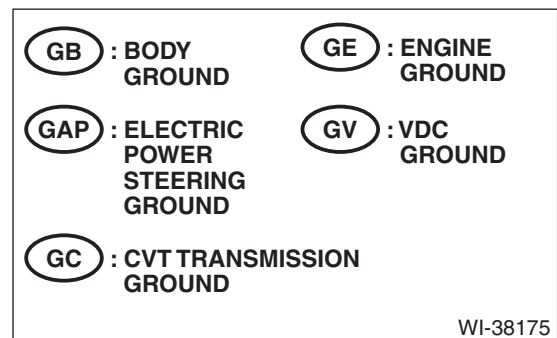 GB : BODY
GROUND
GE : ENGINE
GROUND
GAP : ELECTRIC
POWER
STEERING
GROUND
GV : VDC
GROUND
GC : CVT TRANSMISSION
GROUND
WI-38175